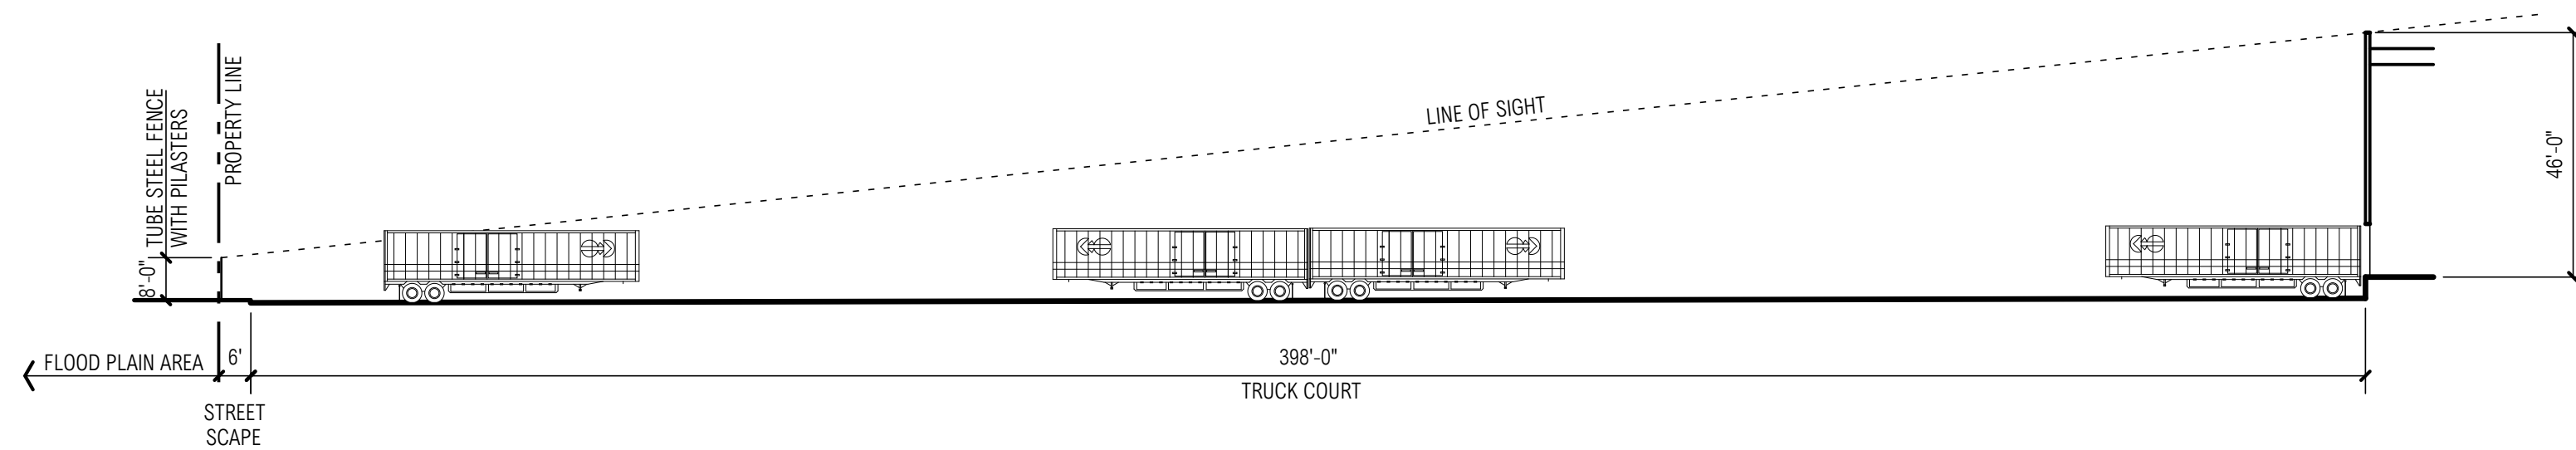 TUBE STEEL FENCE
WITH PILASTERS
8'-0"
PROPERTY LINE
LINE OF SIGHT
46'-0"
FLOOD PLAIN AREA
6'
398'-0"
TRUCK COURT
STREET
SCAPE